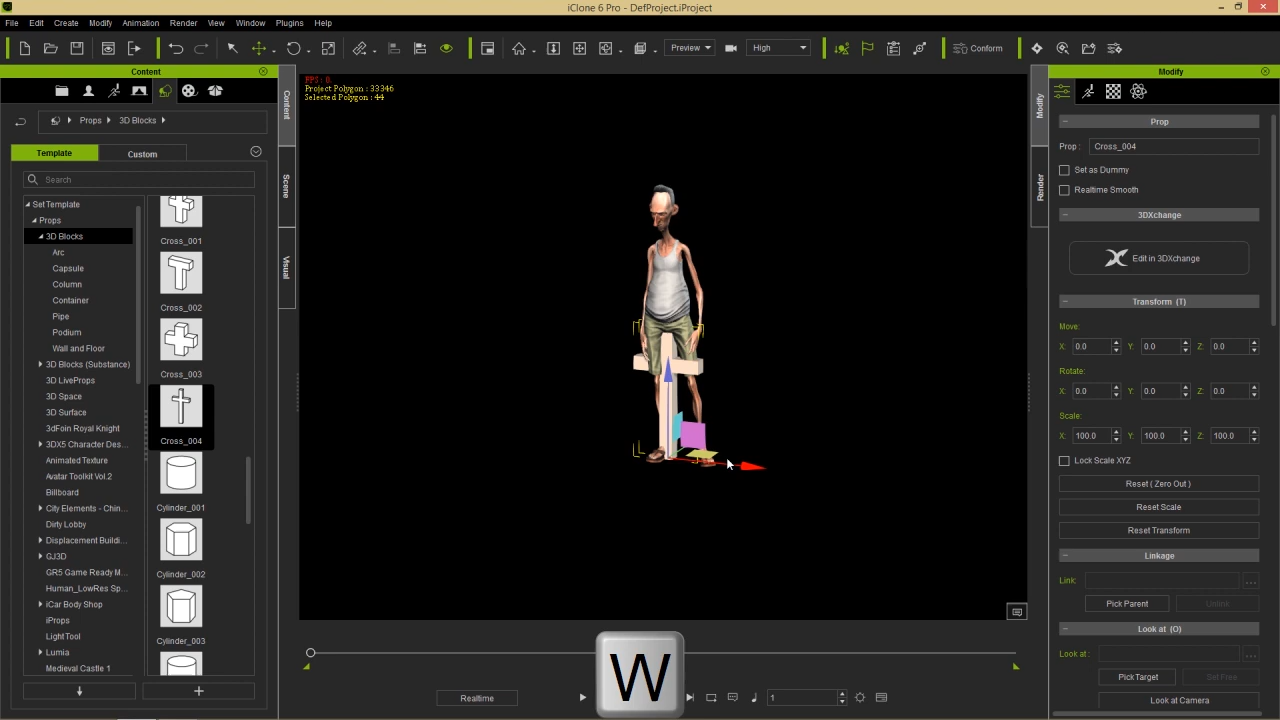 iClone 6 Pro - DefProject.iProject
File Edit Create Modify Animation Render View Window Plugins Help
Preview High Conform
Content
Props 3D Blocks
Template Custom
Search
SetTemplate
Props
3D Blocks
Arc
Capsule
Column
Container
Pipe
Podium
Wall and Floor
3D Blocks (Substance)
3D LiveProps
3D Space
3D Surface
3dFoin Royal Knight
3DX5 Character Des...
Animated Texture
Avatar Toolkit Vol.2
Billboard
City Elements - Chin...
Dirty Lobby
Displacement Buildi...
GJ3D
GR5 Game Ready M...
Human_LowRes Sp...
iCar Body Shop
iProps
Light Tool
Lumia
Medieval Castle 1
Cross_001
Cross_002
Cross_003
Cross_004
Cylinder_001
Cylinder_002
Cylinder_003
Content
Scene
Visual
Project Polygon : 33346
Selected Polygon : 44
W
Realtime
1
Modify
Render
Modify
Prop
Prop : Cross_004
Set as Dummy
Realtime Smooth
3DXchange
Edit in 3DXchange
Transform (T)
Move:
X: 0.0 Y: 0.0 Z: 0.0
Rotate:
X: 0.0 Y: 0.0 Z: 0.0
Scale:
X: 100.0 Y: 100.0 Z: 100.0
Lock Scale XYZ
Reset ( Zero Out )
Reset Scale
Reset Transform
Linkage
Link: ...
Pick Parent Unlink
Look at (O)
Look at : ...
Pick Target Set Free
Look at Camera